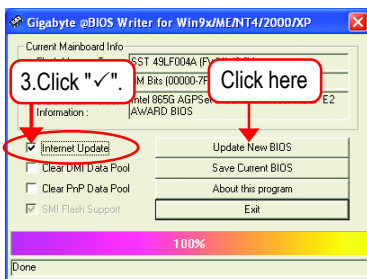 Gigabyte @BIOS Writer for Win9x/ME/NT4/2000/XP
Current Mainboard Info
SST 49LF004A
3.Click "✓".
Click here
M Bits (00000-7F
Intel 865G AGPSet
E2
Information :
AWARD BIOS
Internet Update
Update New BIOS
Clear DMI Data Pool
Save Current BIOS
Clear PnP Data Pool
About this program
SMI Flash Support
Exit
100%
Done